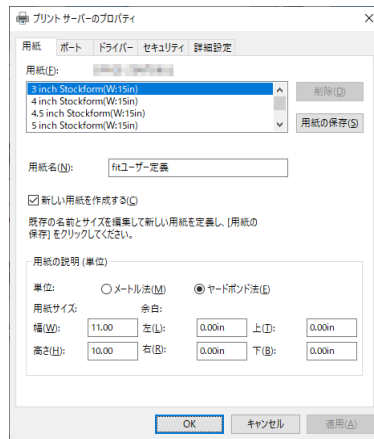 プリント サーバーのプロパティ
用紙 ポート ドライバー セキュリティ 詳細設定
用紙(F):
3 inch Stockform(W:15in)
4 inch Stockform(W:15in)
4.5 inch Stockform(W:15in)
5 inch Stockform(W:15in)
削除(D)
用紙の保存(S)
用紙名(N): fitユーザー定義
新しい用紙を作成する(C)
既存の名前とサイズを編集して新しい用紙を定義し、[用紙の
保存] をクリックしてください。
用紙の説明 (単位)
単位: メートル法(M) ヤードポンド法(E)
用紙サイズ: 余白:
幅(W): 11.00 左(L): 0.00in 上(T): 0.00in
高さ(H): 10.00 右(R): 0.00in 下(B): 0.00in
OK キャンセル 適用(A)